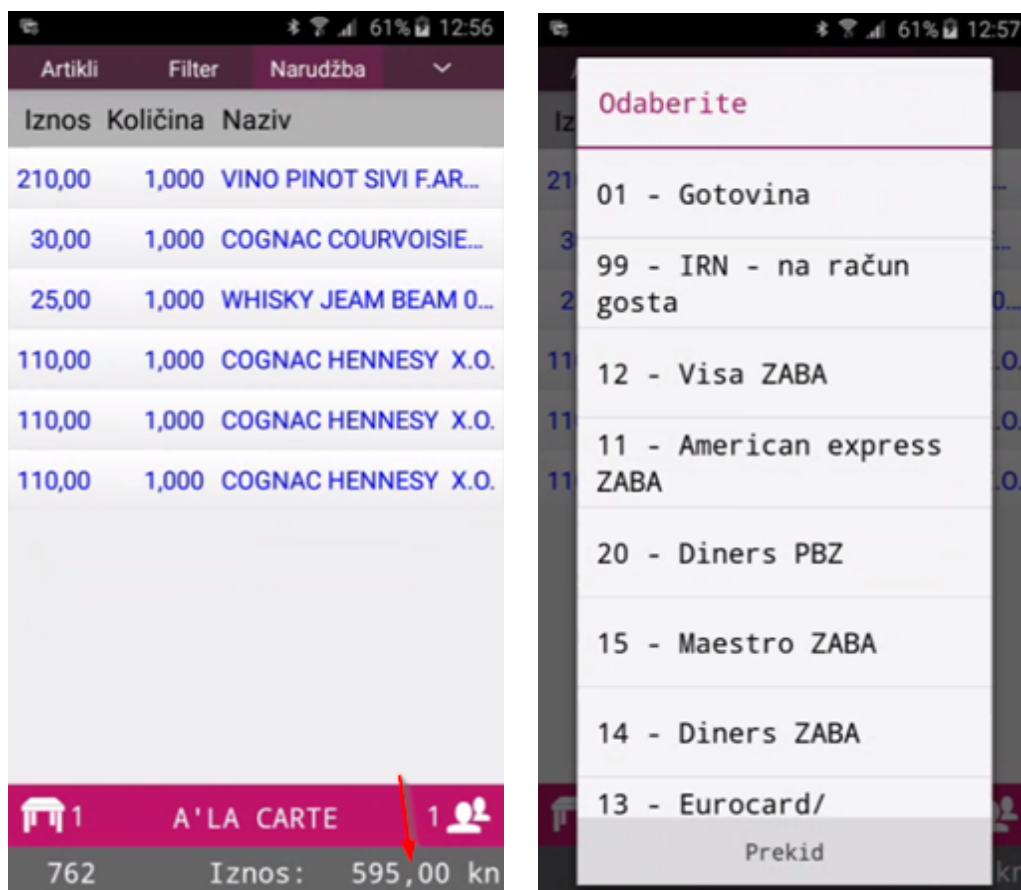 61% 12:56
Artikli Filter Narudžba
Iznos Količina Naziv
210,00 1,000 VINO PINOT SIVI F.AR...
30,00 1,000 COGNAC COURVOISIE...
25,00 1,000 WHISKY JEAM BEAM 0...
110,00 1,000 COGNAC HENNESY X.O.
110,00 1,000 COGNAC HENNESY X.O.
110,00 1,000 COGNAC HENNESY X.O.
1 A'LA CARTE 1
762 Iznos: 595,00 kn
61% 12:57
Odaberite
01 - Gotovina
99 - IRN - na račun
gosta
12 - Visa ZABA
11 - American express
ZABA
20 - Diners PBZ
15 - Maestro ZABA
14 - Diners ZABA
13 - Eurocard/
Prekid